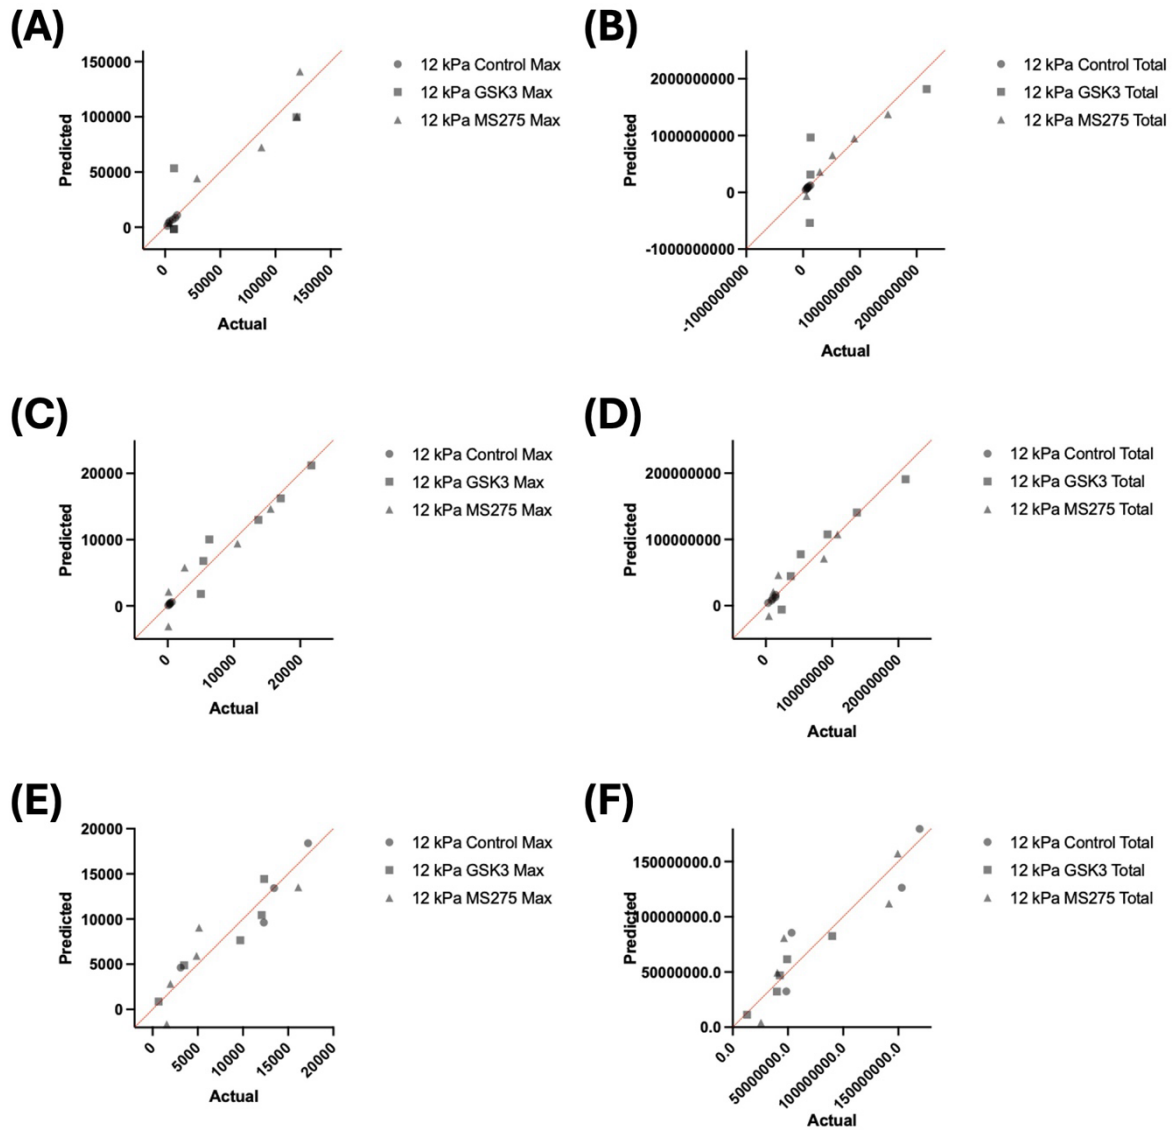 (A)
150000
100000
50000
0
Predicted
0
50000
100000
150000
Actual
12 kPa Control Max
12 kPa GSK3 Max
12 kPa MS275 Max
(B)
2000000000
1000000000
0
-1000000000
Predicted
-1000000000
0
1000000000
2000000000
Actual
12 kPa Control Total
12 kPa GSK3 Total
12 kPa MS275 Total
(C)
20000
10000
0
Predicted
0
10000
20000
Actual
12 kPa Control Max
12 kPa GSK3 Max
12 kPa MS275 Max
(D)
200000000
100000000
0
Predicted
0
100000000
200000000
Actual
12 kPa Control Total
12 kPa GSK3 Total
12 kPa MS275 Total
(E)
20000
15000
10000
5000
0
Predicted
0
5000
10000
15000
20000
Actual
12 kPa Control Max
12 kPa GSK3 Max
12 kPa MS275 Max
(F)
150000000.0
100000000.0
50000000.0
0.0
Predicted
0.0
50000000.0
100000000.0
150000000.0
Actual
12 kPa Control Total
12 kPa GSK3 Total
12 kPa MS275 Total